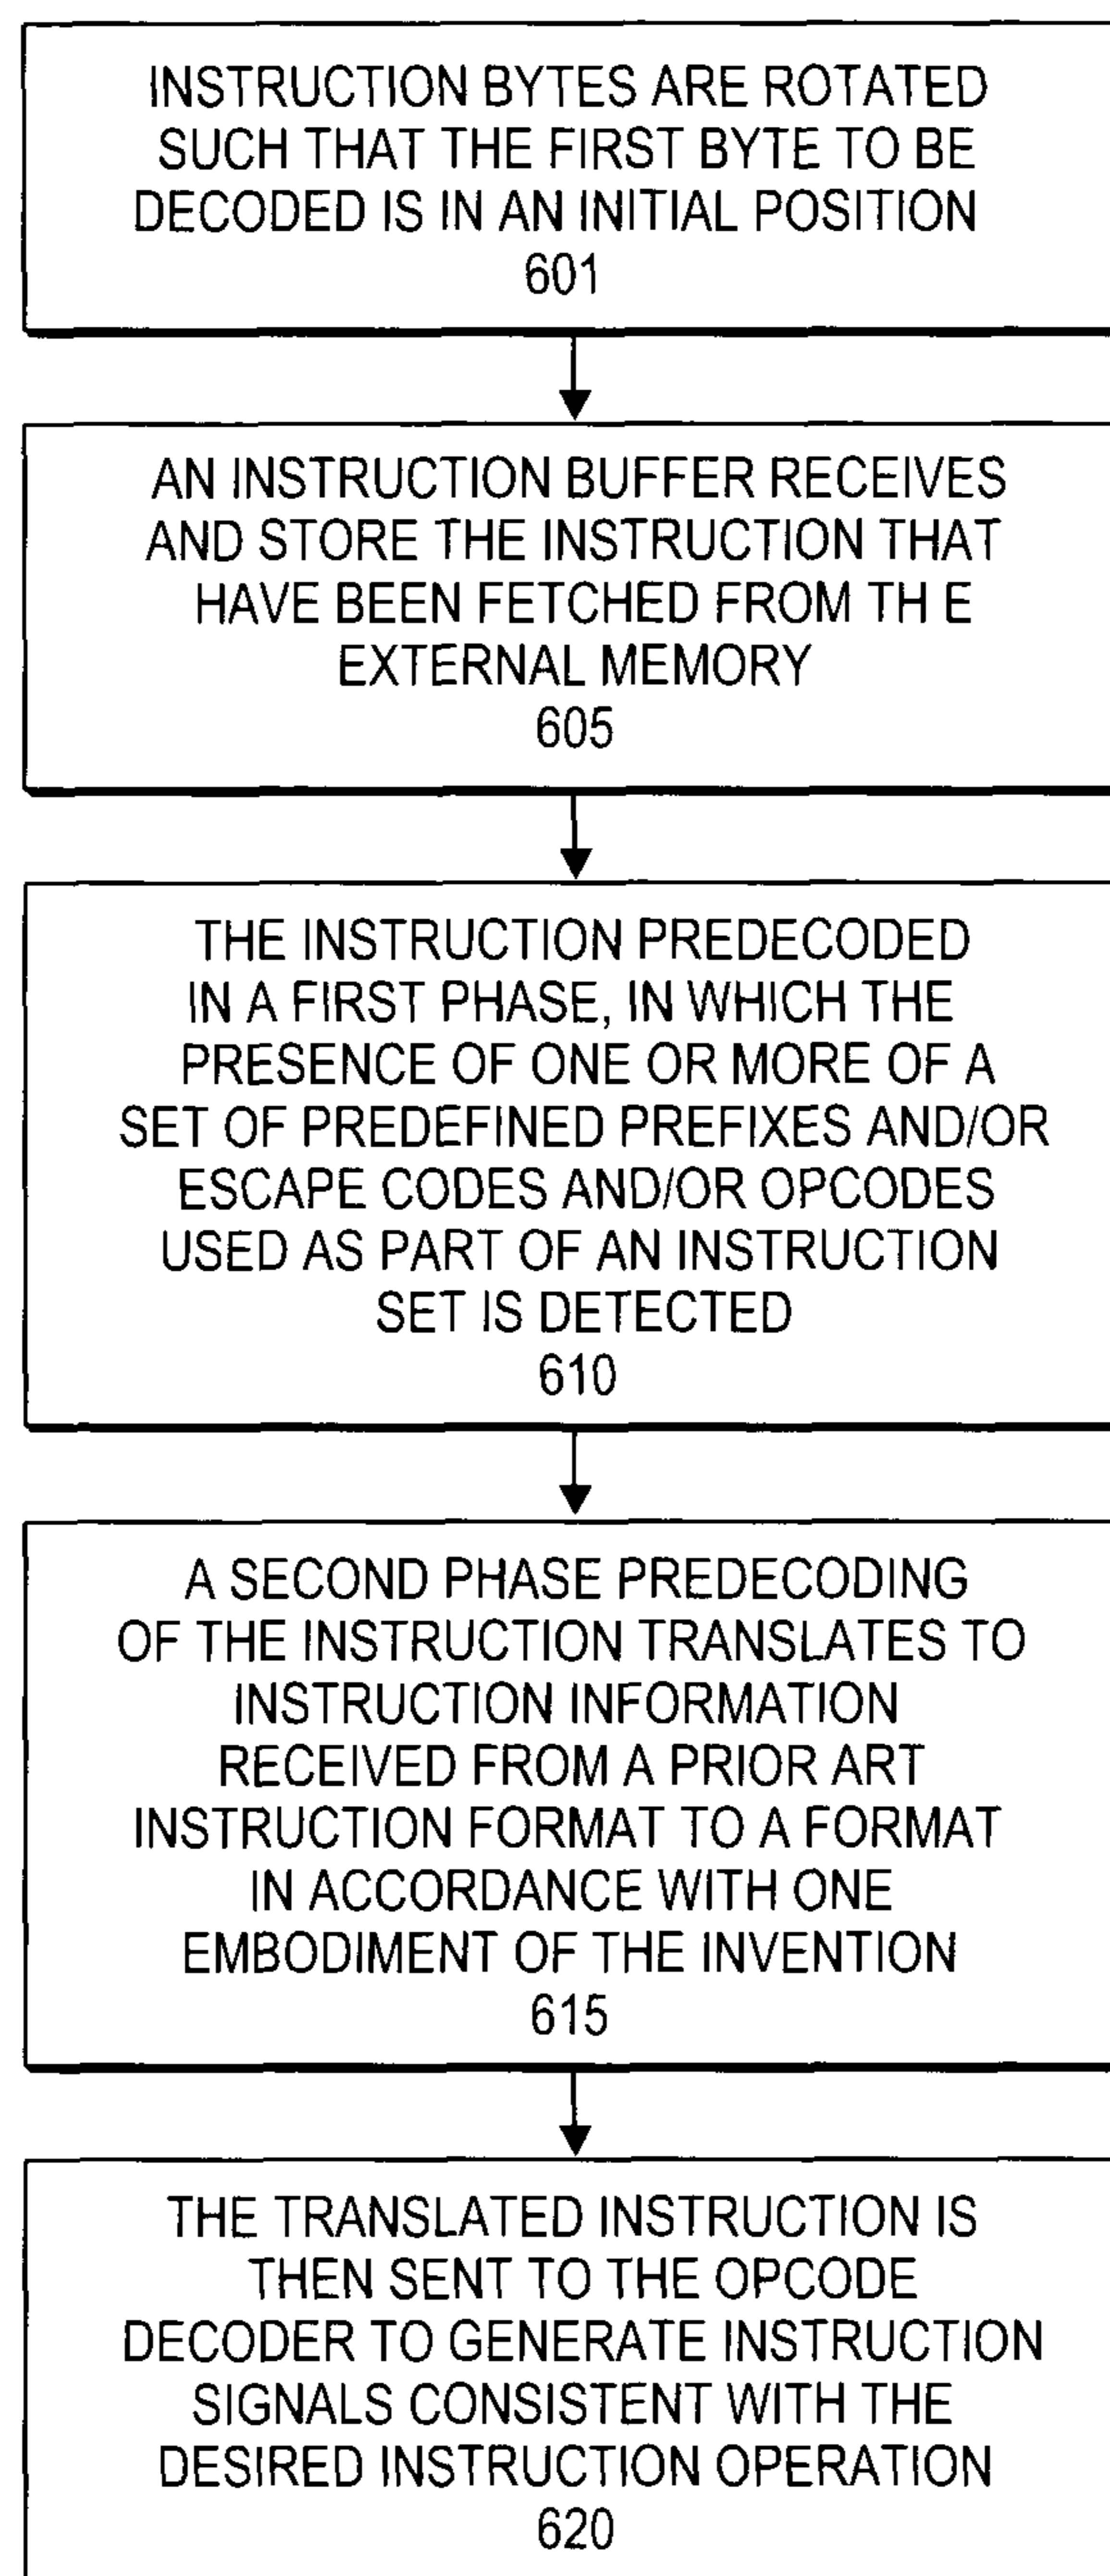 INSTRUCTION BYTES ARE ROTATED
SUCH THAT THE FIRST BYTE TO BE
DECODED IS IN AN INITIAL POSITION
601
AN INSTRUCTION BUFFER RECEIVES
AND STORE THE INSTRUCTION THAT
HAVE BEEN FETCHED FROM TH E
EXTERNAL MEMORY
605
THE INSTRUCTION PREDECODED
IN A FIRST PHASE, IN WHICH THE
PRESENCE OF ONE OR MORE OF A
SET OF PREDEFINED PREFIXES AND/OR
ESCAPE CODES AND/OR OPCODES
USED AS PART OF AN INSTRUCTION
SET IS DETECTED
610
A SECOND PHASE PREDECODING
OF THE INSTRUCTION TRANSLATES TO
INSTRUCTION INFORMATION
RECEIVED FROM A PRIOR ART
INSTRUCTION FORMAT TO A FORMAT
IN ACCORDANCE WITH ONE
EMBODIMENT OF THE INVENTION
615
THE TRANSLATED INSTRUCTION IS
THEN SENT TO THE OPCODE
DECODER TO GENERATE INSTRUCTION
SIGNALS CONSISTENT WITH THE
DESIRED INSTRUCTION OPERATION
620